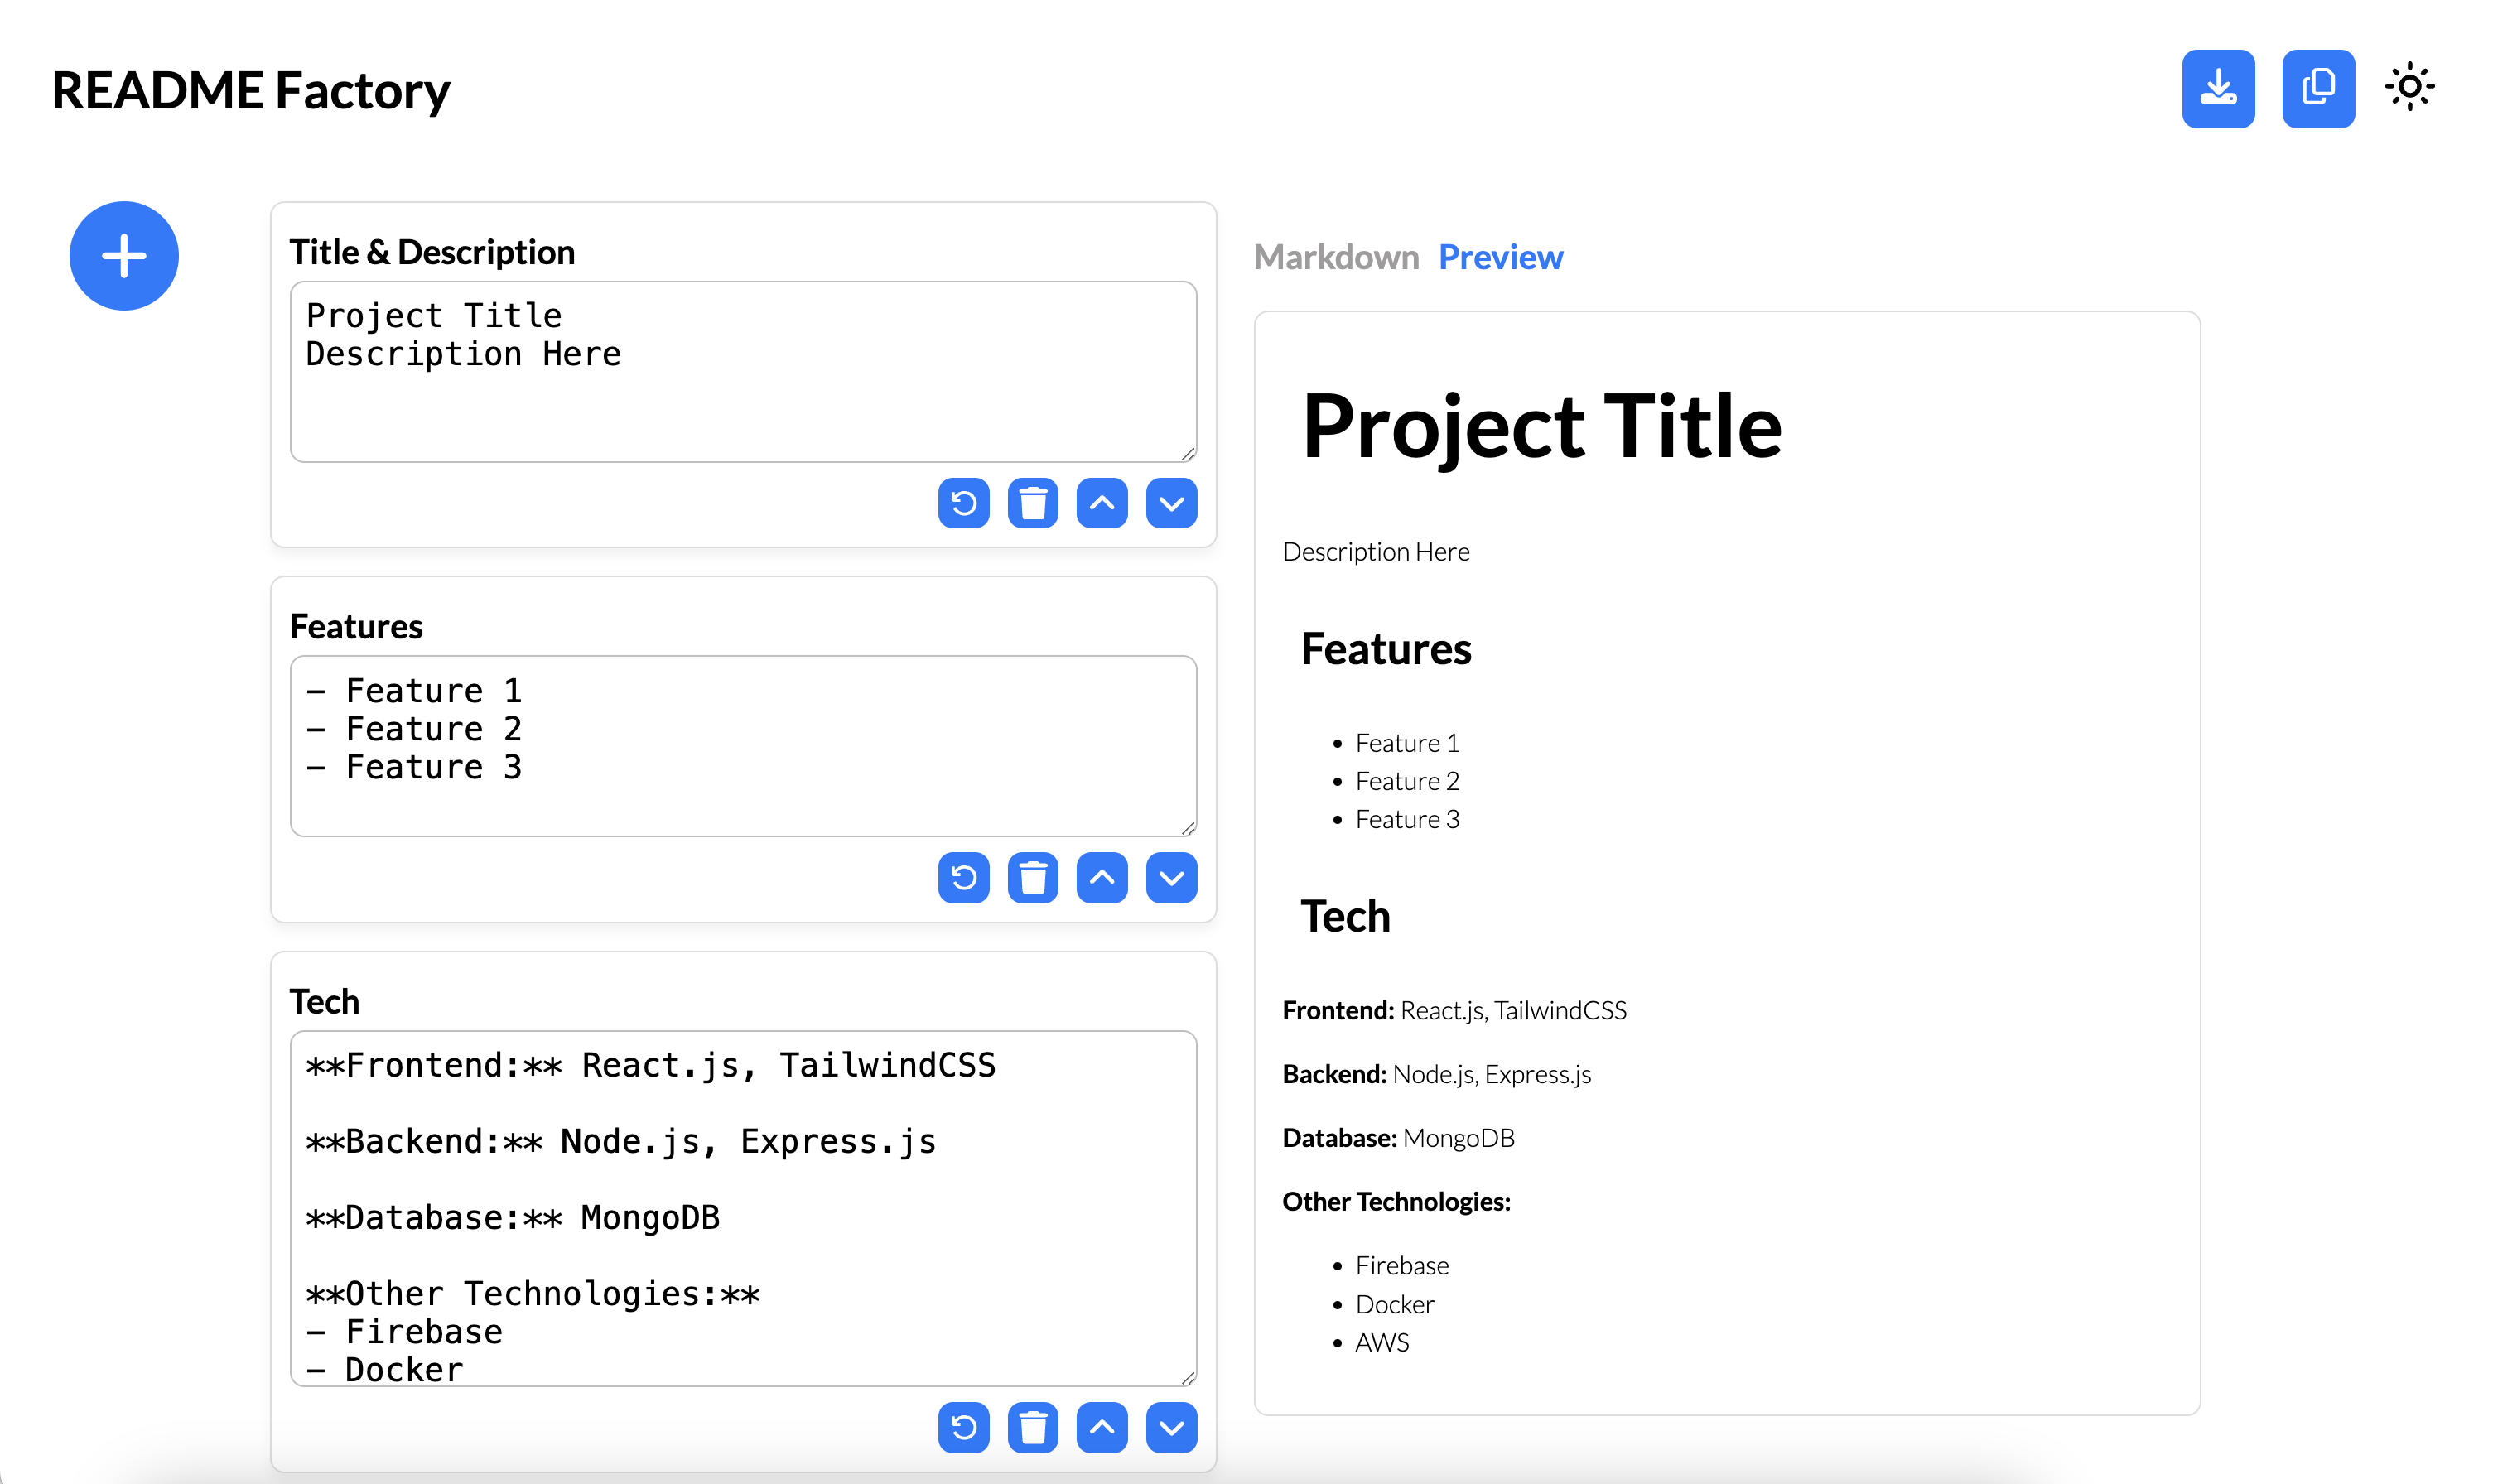 README Factory
Title & Description
Project Title
Description Here
Features
- Feature 1
- Feature 2
- Feature 3
Tech
**Frontend:** React.js, TailwindCSS
**Backend:** Node.js, Express.js
**Database:** MongoDB
**Other Technologies:**
- Firebase
- Docker
Markdown Preview
Project Title
Description Here
Features
• Feature 1
• Feature 2
• Feature 3
Tech
Frontend: React.js, TailwindCSS
Backend: Node.js, Express.js
Database: MongoDB
Other Technologies:
• Firebase
• Docker
• AWS